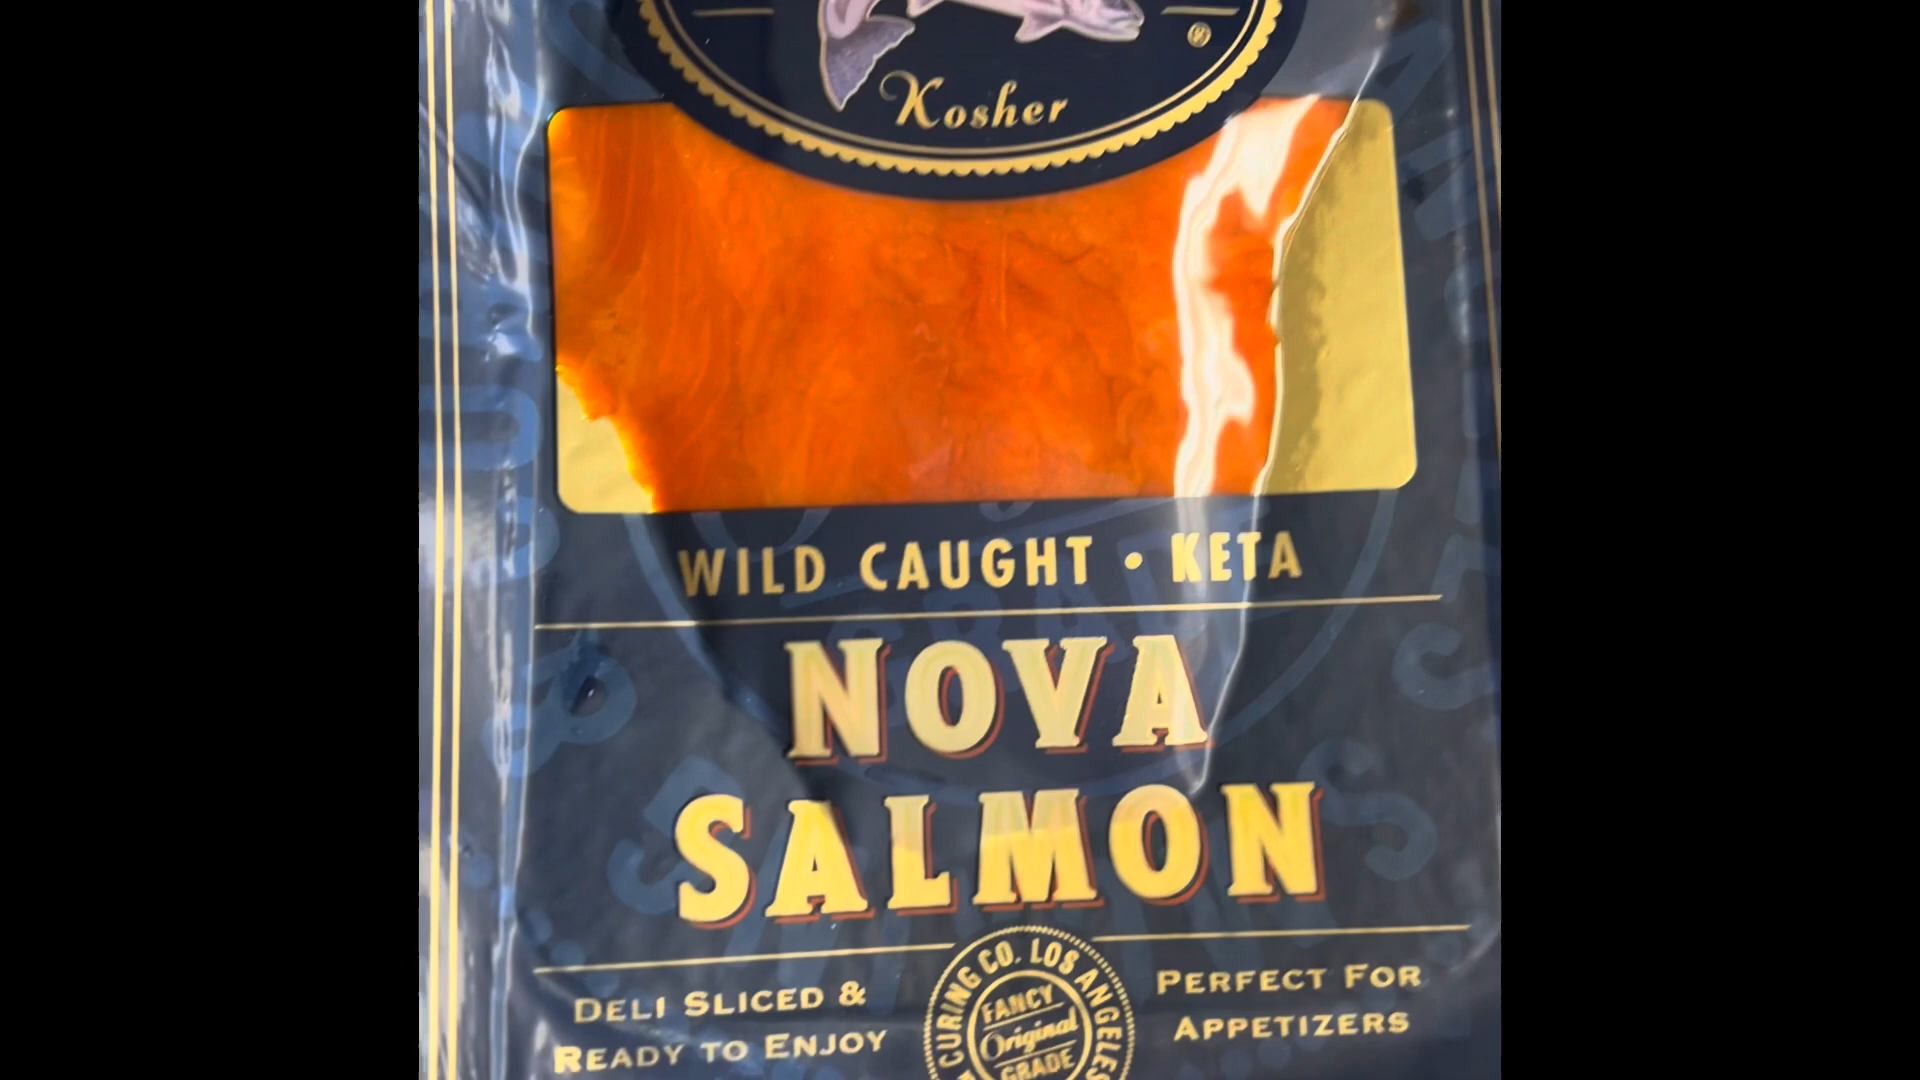 ®
Kosher
WILD CAUGHT • KETA
NOVA
SALMON
DELI SLICED &
READY TO ENJOY
CURING CO. LOS ANGELES
FANCY
Original
GRADE
PERFECT FOR
APPETIZERS